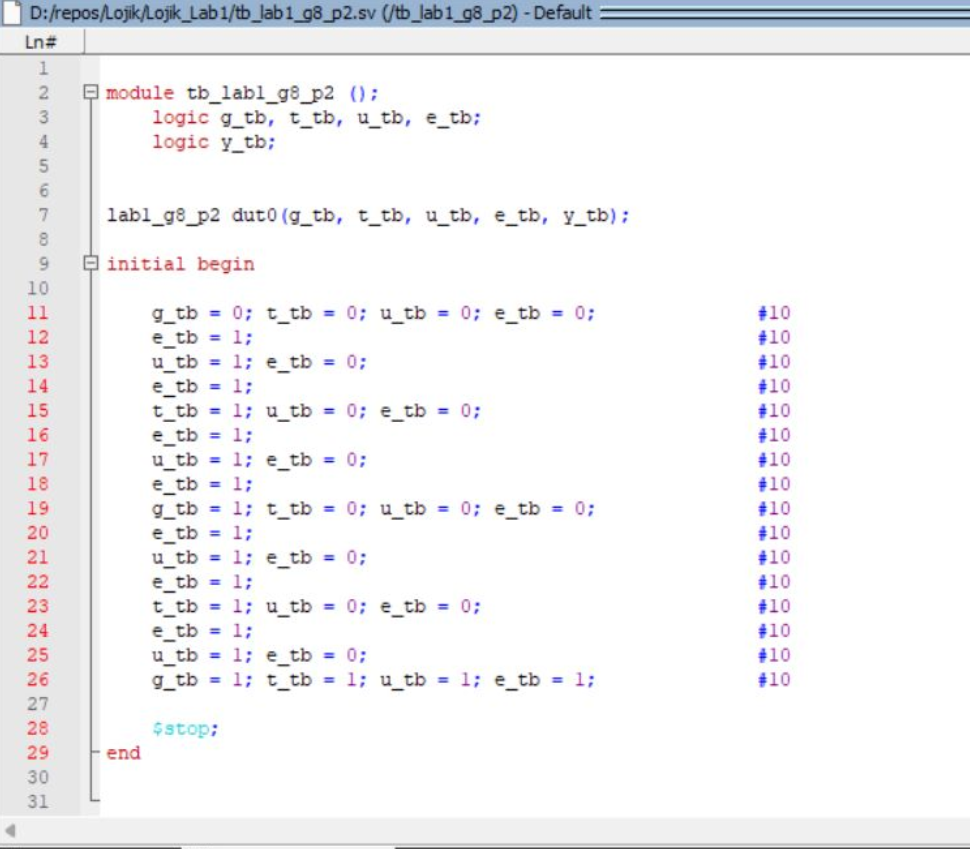 D:/repos/Lojik/Lojik_Lab1/tb_lab1_g8_p2.sv (/tb_lab1_g8_p2) - Default
Ln#
1
2 module tb_lab1_g8_p2 ();
3 logic g_tb, t_tb, u_tb, e_tb;
4 logic y_tb;
5
6
7 lab1_g8_p2 dut0(g_tb, t_tb, u_tb, e_tb, y_tb);
8
9 initial begin
10
11 g_tb = 0; t_tb = 0; u_tb = 0; e_tb = 0; #10
12 e_tb = 1; #10
13 u_tb = 1; e_tb = 0; #10
14 e_tb = 1; #10
15 t_tb = 1; u_tb = 0; e_tb = 0; #10
16 e_tb = 1; #10
17 u_tb = 1; e_tb = 0; #10
18 e_tb = 1; #10
19 g_tb = 1; t_tb = 0; u_tb = 0; e_tb = 0; #10
20 e_tb = 1; #10
21 u_tb = 1; e_tb = 0; #10
22 e_tb = 1; #10
23 t_tb = 1; u_tb = 0; e_tb = 0; #10
24 e_tb = 1; #10
25 u_tb = 1; e_tb = 0; #10
26 g_tb = 1; t_tb = 1; u_tb = 1; e_tb = 1; #10
27
28 $stop;
29 end
30
31